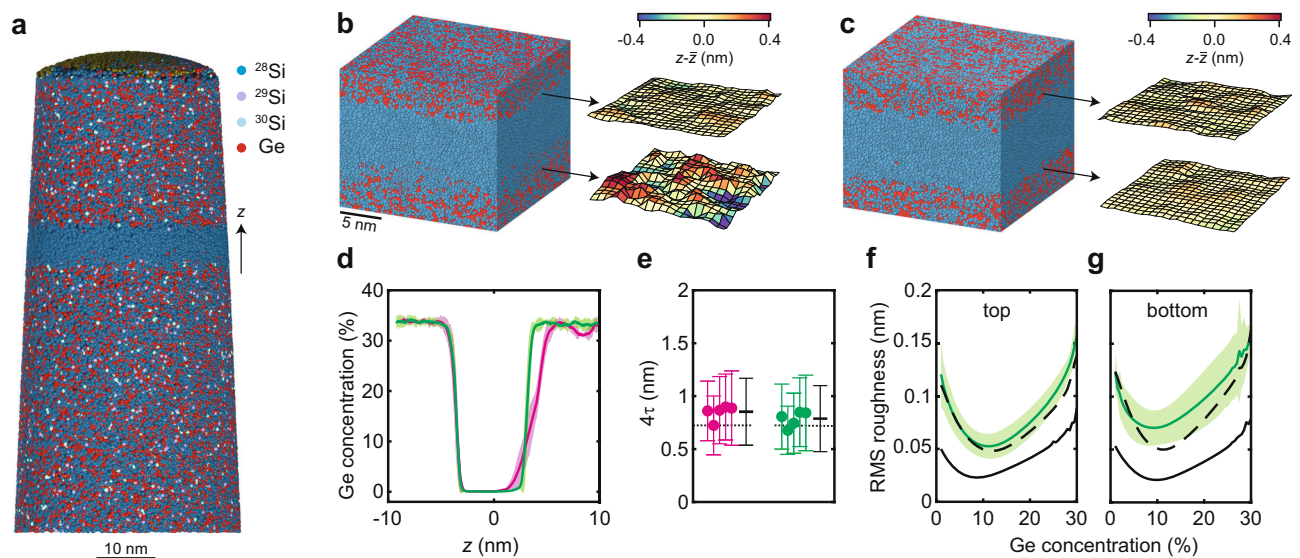 a
²⁸Si
²⁹Si
³⁰Si
Ge
z
10 nm
b
-0.4 0.0 0.4
z-z̅ (nm)
5 nm
c
-0.4 0.0 0.4
z-z̅ (nm)
d
Ge concentration (%)
40
30
20
10
0
-10 0 10
z (nm)
e
4τ (nm)
2
1.5
1
0.5
0
f
top
RMS roughness (nm)
0.2
0.15
0.1
0.05
0
0 10 20 30
g
bottom
0 10 20 30
Ge concentration (%)